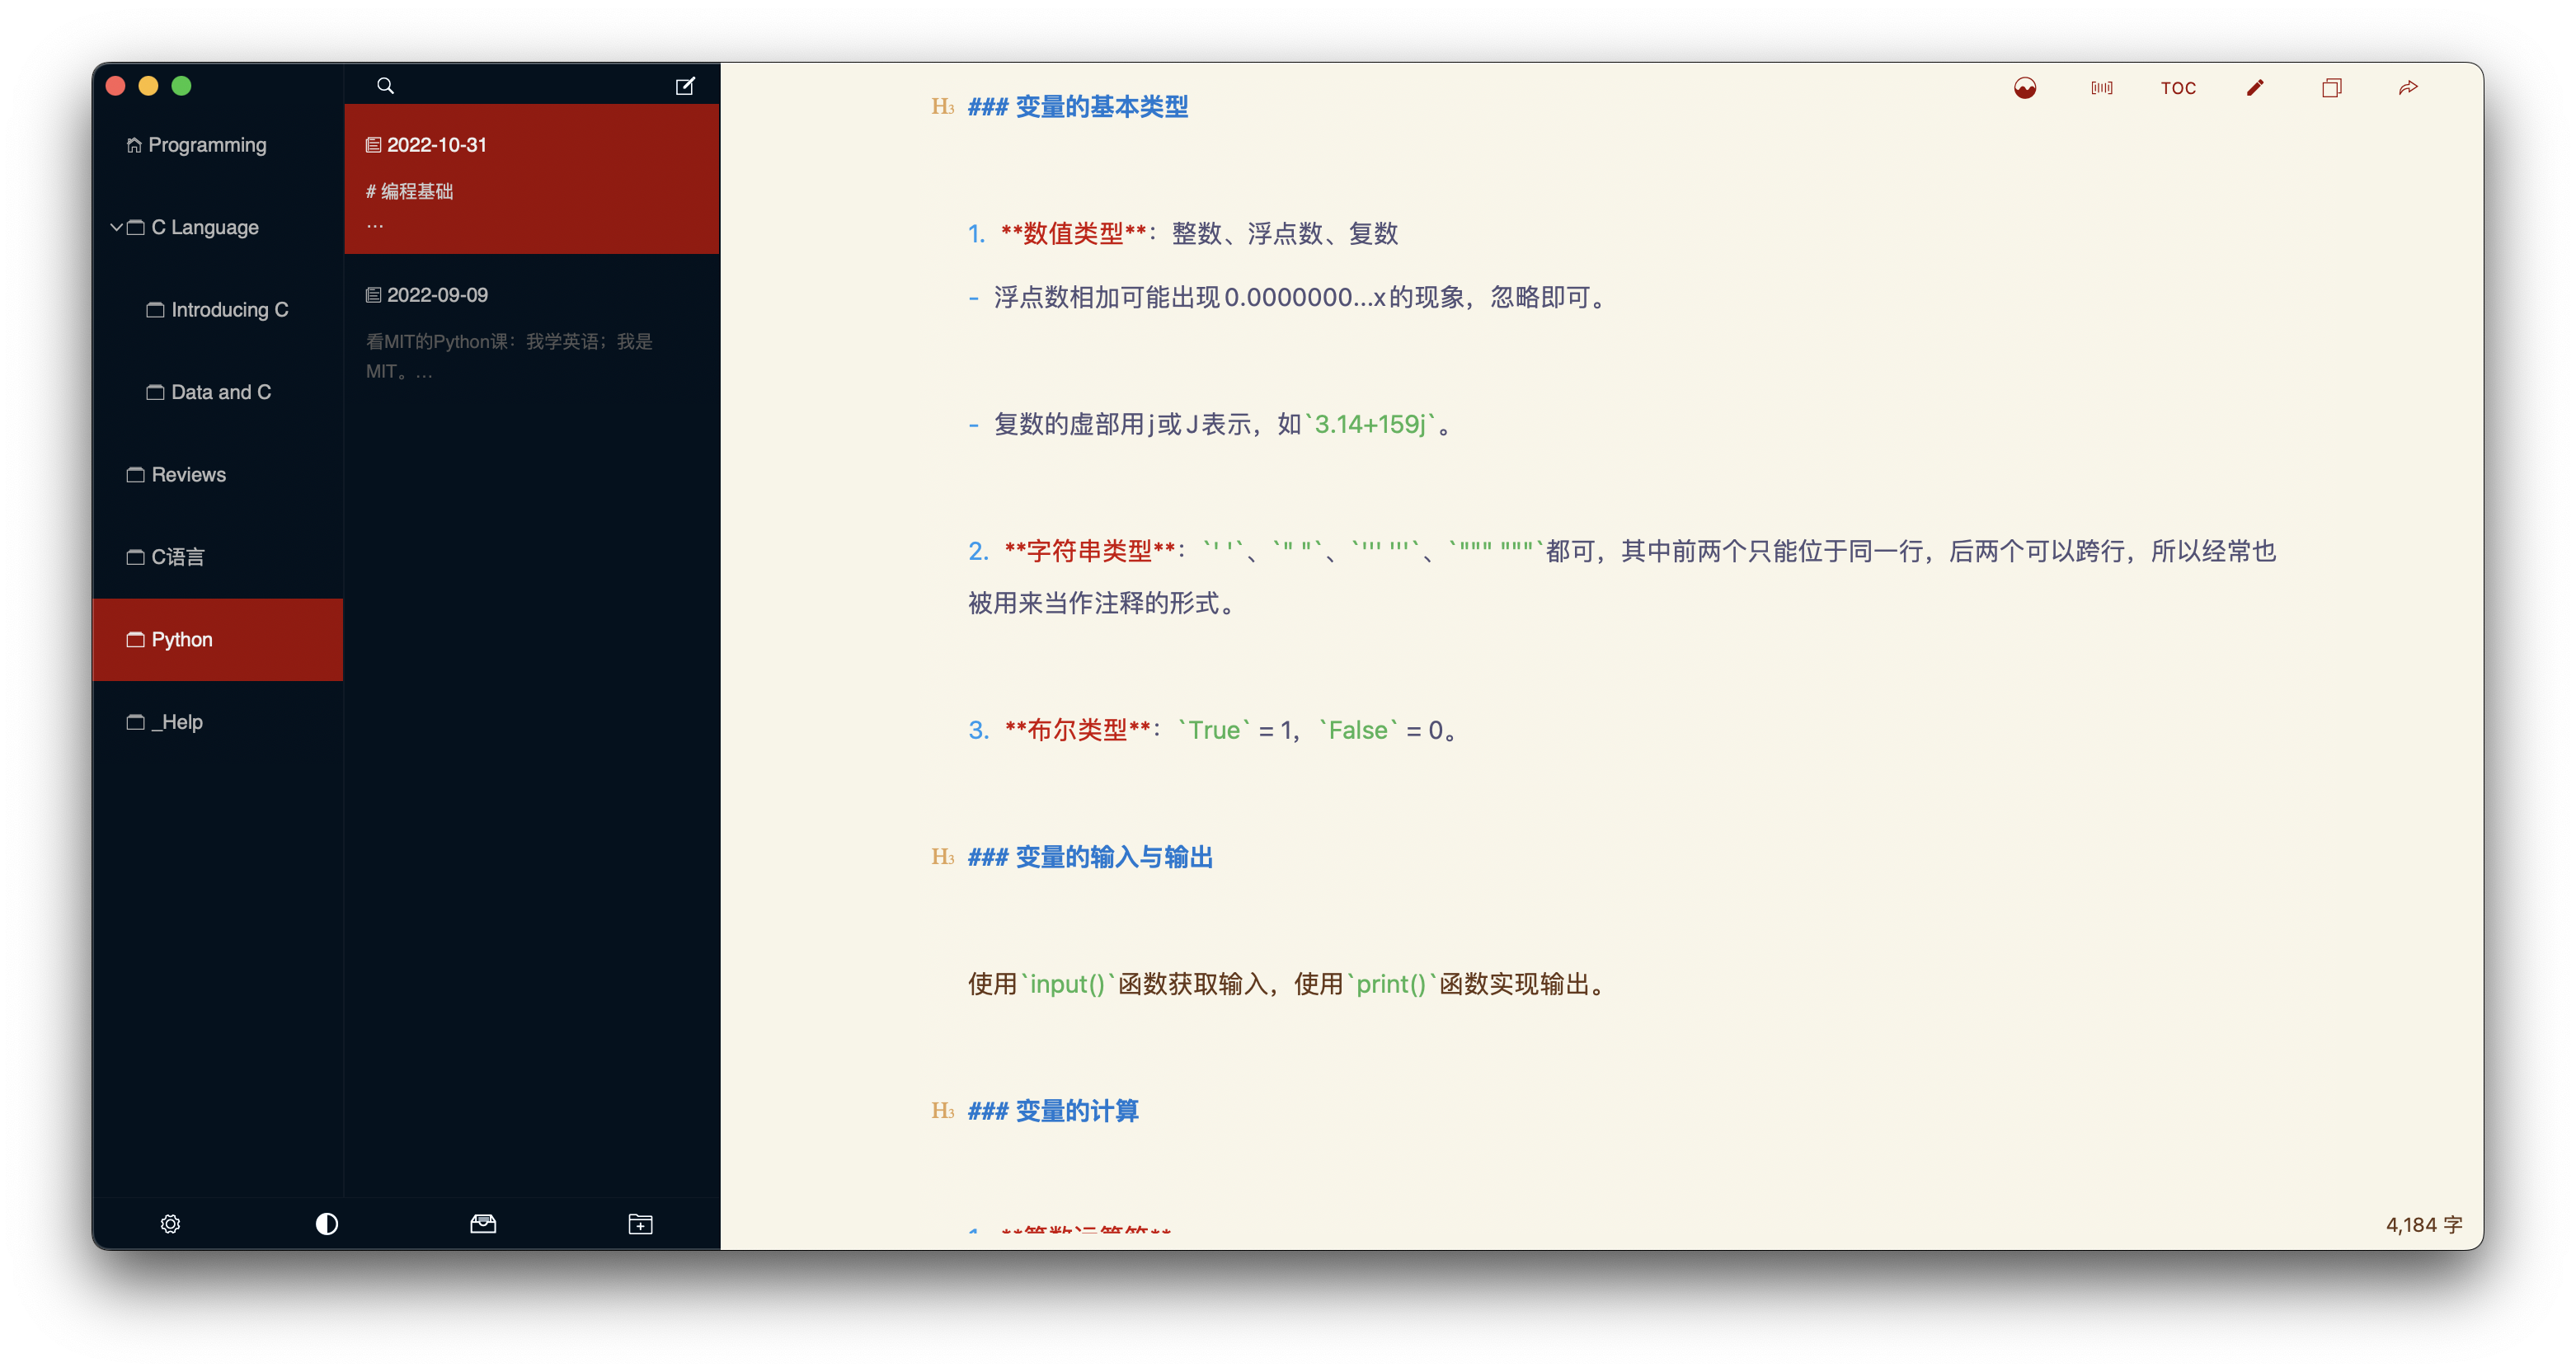 Programming
C Language
Introducing C
Data and C
Reviews
C语言
Python
_Help
2022-10-31
# 编程基础
...
2022-09-09
看MIT的Python课：我学英语；我是
MIT。...
TOC
H3 ### 变量的基本类型
1. **数值类型**：整数、浮点数、复数
- 浮点数相加可能出现0.0000000...x的现象，忽略即可。
- 复数的虚部用j或J表示，如`3.14+159j`。
2. **字符串类型**：`' '`、`" "`、`''' '''`、`""" """`都可，其中前两个只能位于同一行，后两个可以跨行，所以经常也
被用来当作注释的形式。
3. **布尔类型**：`True` = 1，`False` = 0。
H3 ### 变量的输入与输出
使用`input()`函数获取输入，使用`print()`函数实现输出。
H3 ### 变量的计算
1. **算数运算符**
4,184 字